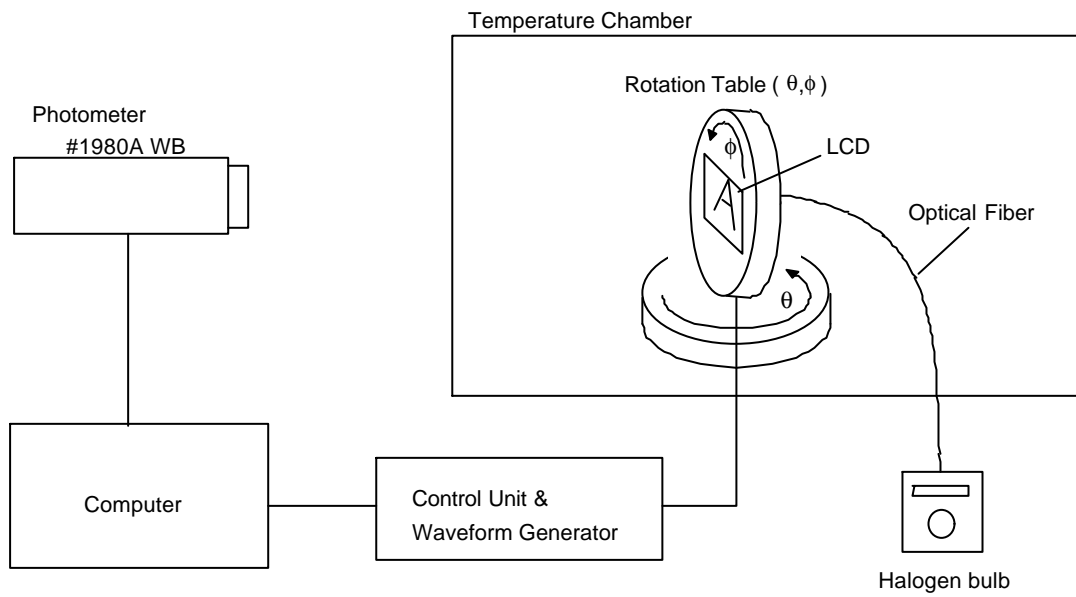 Temperature Chamber
Rotation Table ( θ,φ)
Photometer
#1980A WB
φ
LCD
A
Optical Fiber
θ
Computer
Control Unit &
Waveform Generator
Halogen bulb